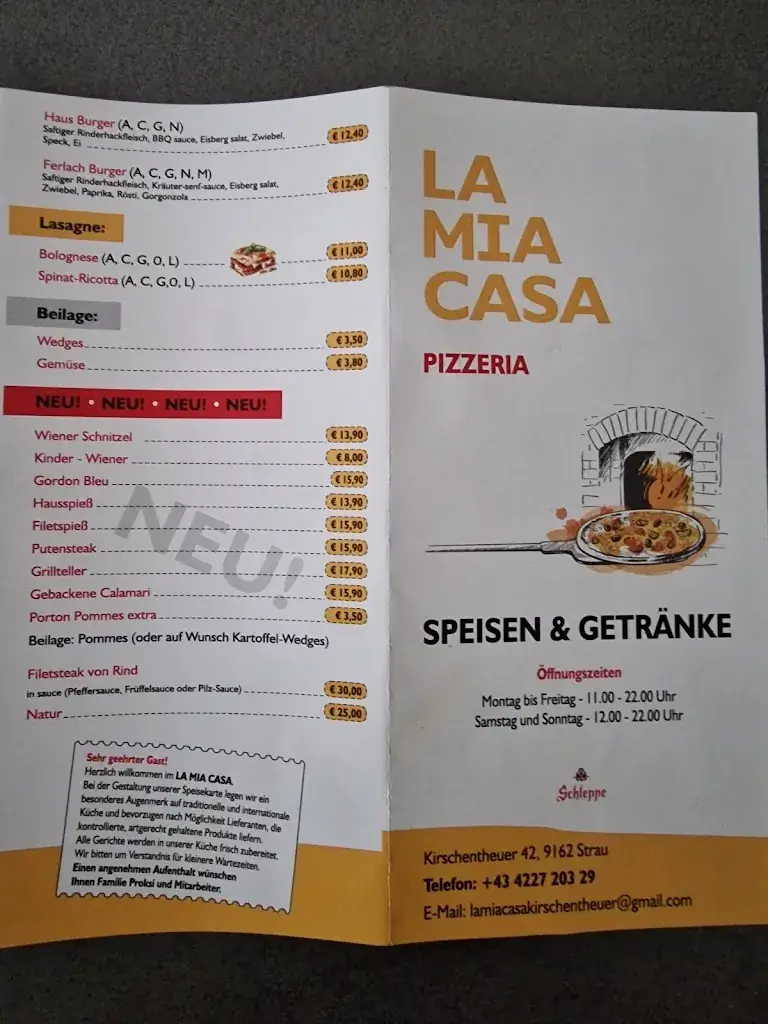 Haus Burger (A, C, G, N)
Saftiger Rinderhackfleisch, BBQ sauce, Eisberg salat, Zwiebel,
Speck, Ei € 12,40
Ferlach Burger (A, C, G, N, M)
Saftiger Rinderhackfleisch, Kräuter-senf-sauce, Eisberg salat,
Zwiebel, Paprika, Rösti, Gorgonzola € 12,40
Lasagne:
Bolognese (A, C, G, O, L) € 11,00
Spinat-Ricotta (A, C, G,O, L) € 10,80
Beilage:
Wedges € 3,50
Gemüse € 3,80
NEU! • NEU! • NEU! • NEU!
Wiener Schnitzel € 13,90
Kinder - Wiener € 8,00
Gordon Bleu € 15,90
Hausspieß € 13,90
Filetspieß € 15,90
Putensteak € 15,90
Grillteller € 17,90
Gebackene Calamari € 15,90
Porton Pommes extra € 3,50
NEU!
Beilage: Pommes (oder auf Wunsch Kartoffel-Wedges)
Filetsteak von Rind
in sauce (Pfeffersauce, Früffelsauce oder Pilz-Sauce) € 30,00
Natur € 25,00
Sehr geehrter Gast!
Herzlich willkommen im LA MIA CASA.
Bei der Gestaltung unserer Speisekarte legen wir ein
besonderes Augenmerk auf traditionelle und internationale
Küche und bevorzugen nach Möglichkeit Lieferanten, die
kontrollierte, artgerecht gehaltene Produkte liefern.
Alle Gerichte werden in unserer Küche frisch zubereitet.
Wir bitten um Verständnis für kleinere Wartezeiten.
Einen angenehmen Aufenthalt wünschen
Ihnen Familie Proksi und Mitarbeiter.
LA
MIA
CASA
PIZZERIA
SPEISEN & GETRÄNKE
Öffnungszeiten
Montag bis Freitag - 11.00 - 22.00 Uhr
Samstag und Sonntag - 12.00 - 22.00 Uhr
Schleppe
Kirschentheuer 42, 9162 Strau
Telefon: +43 4227 203 29
E-Mail: lamiacasakirschentheuer@gmail.com